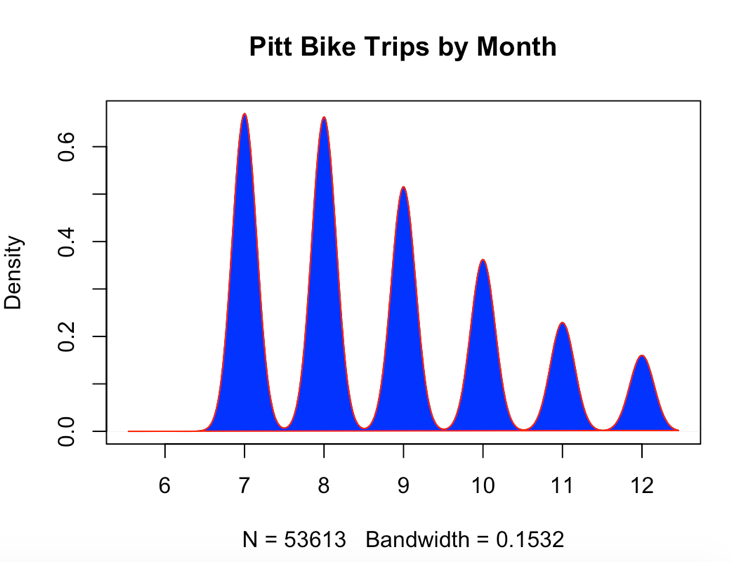 Pitt Bike Trips by Month
Density
0.6
0.4
0.2
0.0
6 7 8 9 10 11 12
N = 53613 Bandwidth = 0.1532